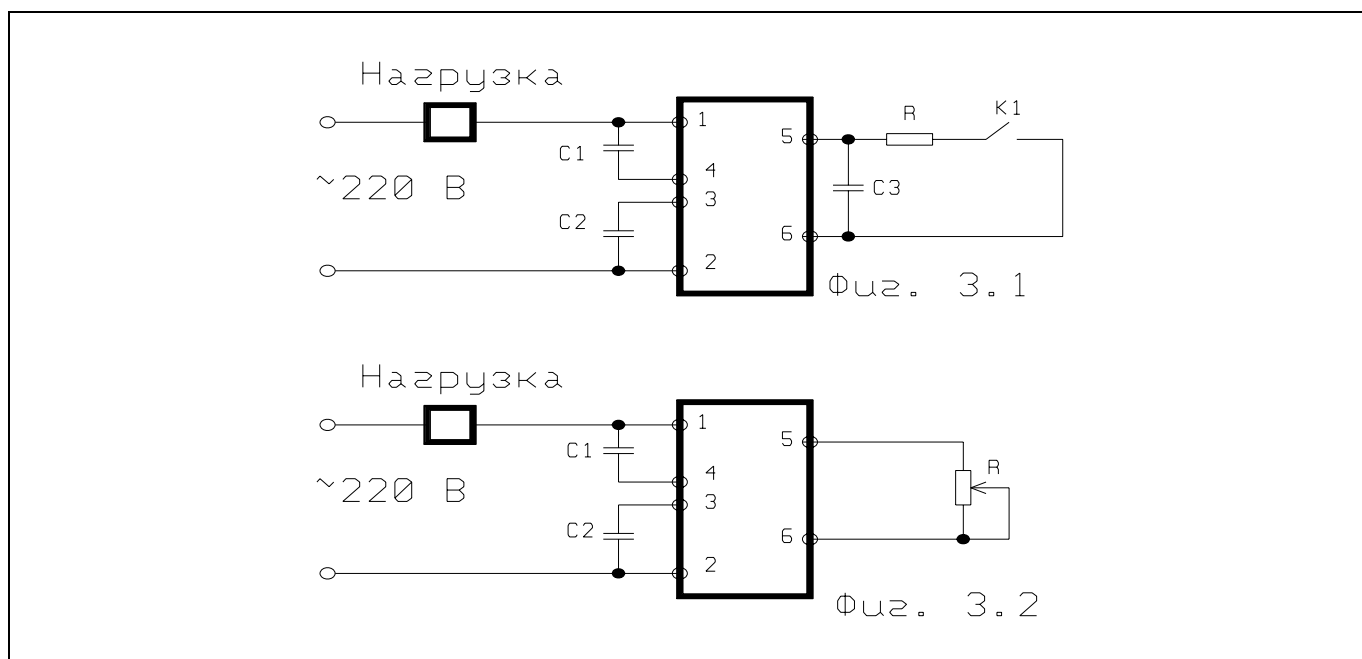 Нагрузка
1
5
R
K1
C1
~220 В
4
3
C3
C2
6
2
Фиг. 3.1
Нагрузка
1
5
C1
R
~220 В
4
3
C2
6
2
Фиг. 3.2